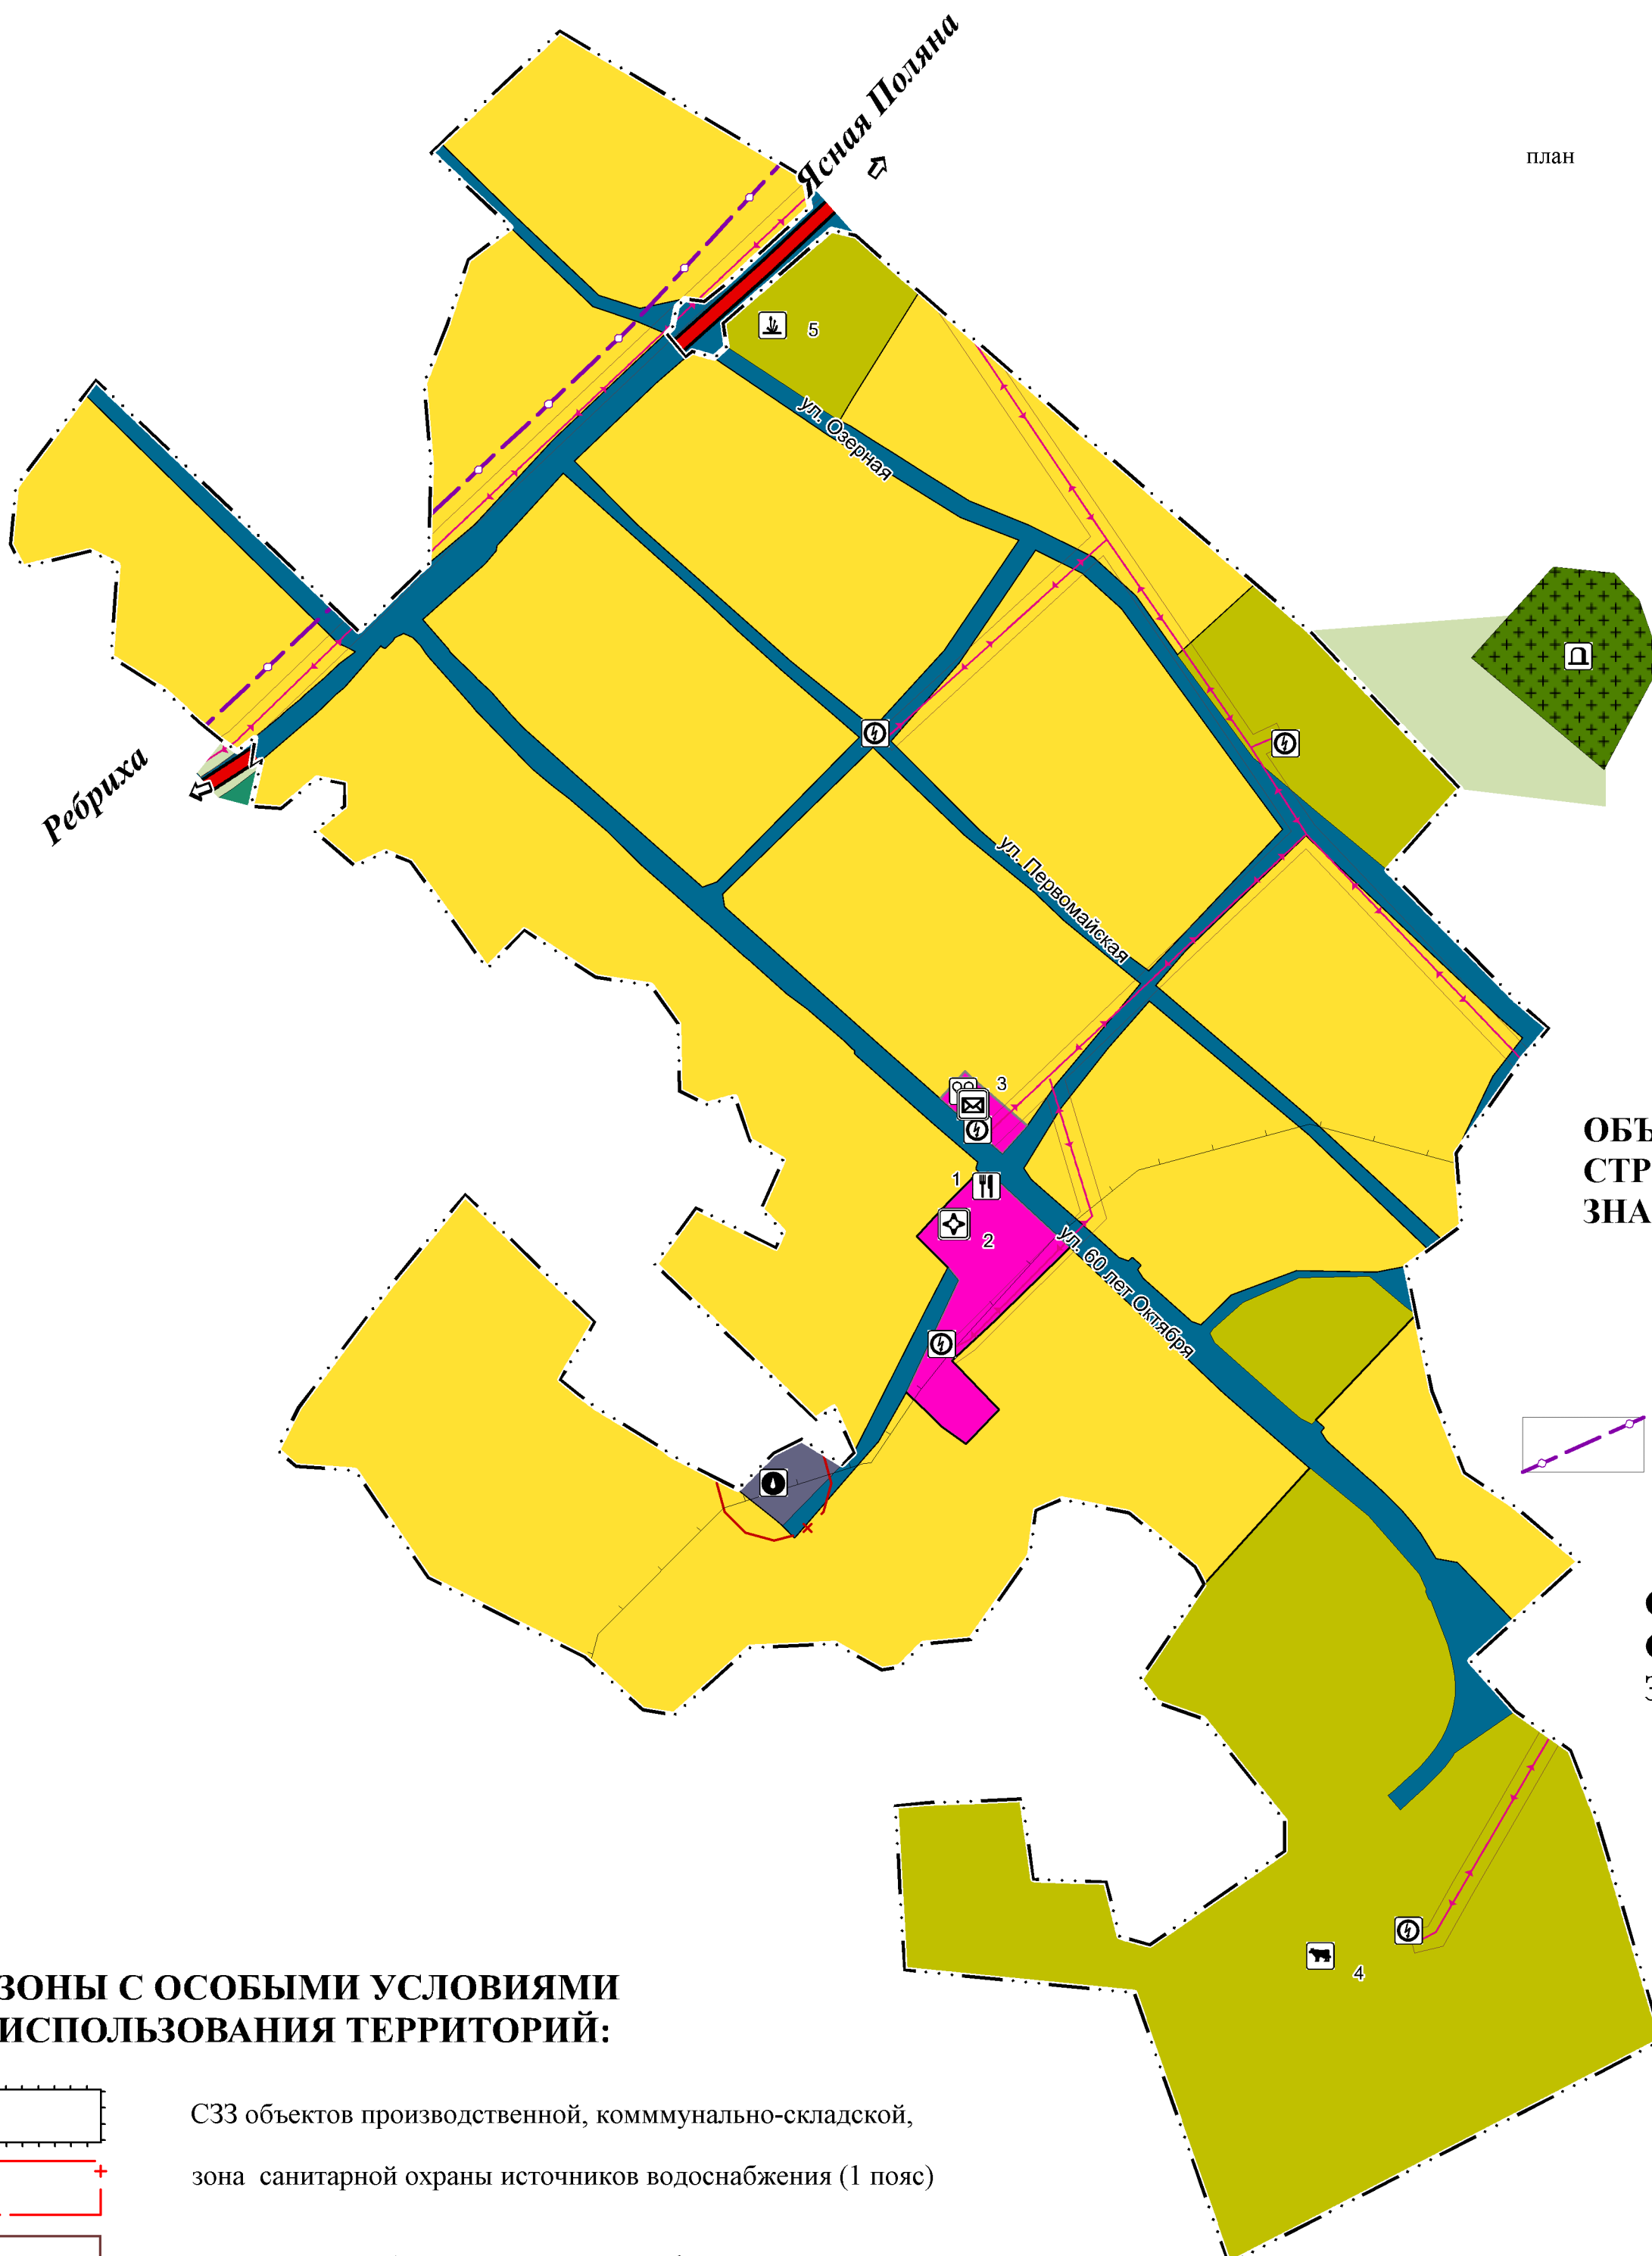 Ясная Поляна
план
5
ул. Озерная
Ребриха
ул. Первомайская
3
ОБЪ
СТР
ЗНА
1
2
ул. 60 лет Октября
4
ЗОНЫ С ОСОБЫМИ УСЛОВИЯМИ
ИСПОЛЬЗОВАНИЯ ТЕРРИТОРИЙ:
СЗЗ объектов производственной, комммунально-складской,
зона санитарной охраны источников водоснабжения (1 пояс)